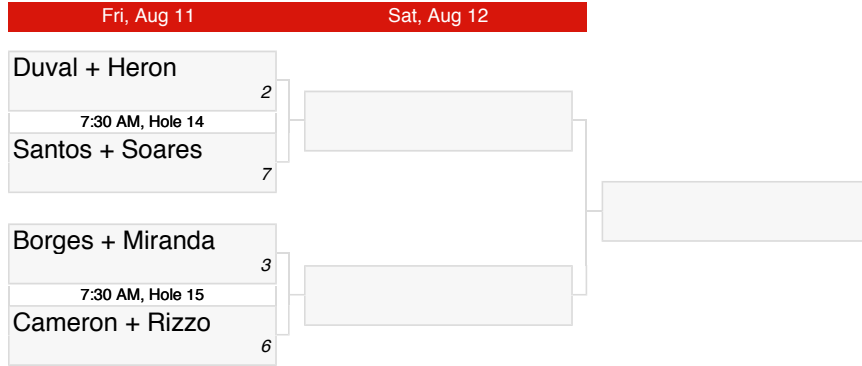 Fri, Aug 11 Sat, Aug 12
Duval + Heron
2
7:30 AM, Hole 14
Santos + Soares
7
Borges + Miranda
3
7:30 AM, Hole 15
Cameron + Rizzo
6